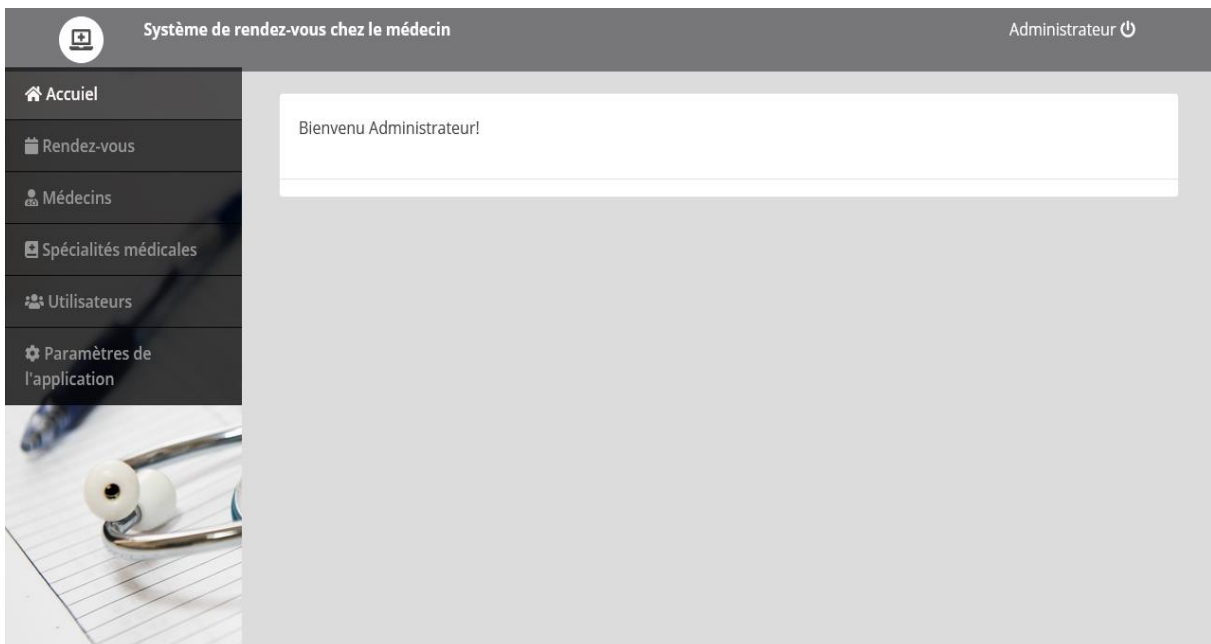 Système de rendez-vous chez le médecin
Administrateur
Accuiel
Rendez-vous
Médecins
Spécialités médicales
Utilisateurs
Paramètres de
l'application
Bienvenu Administrateur!